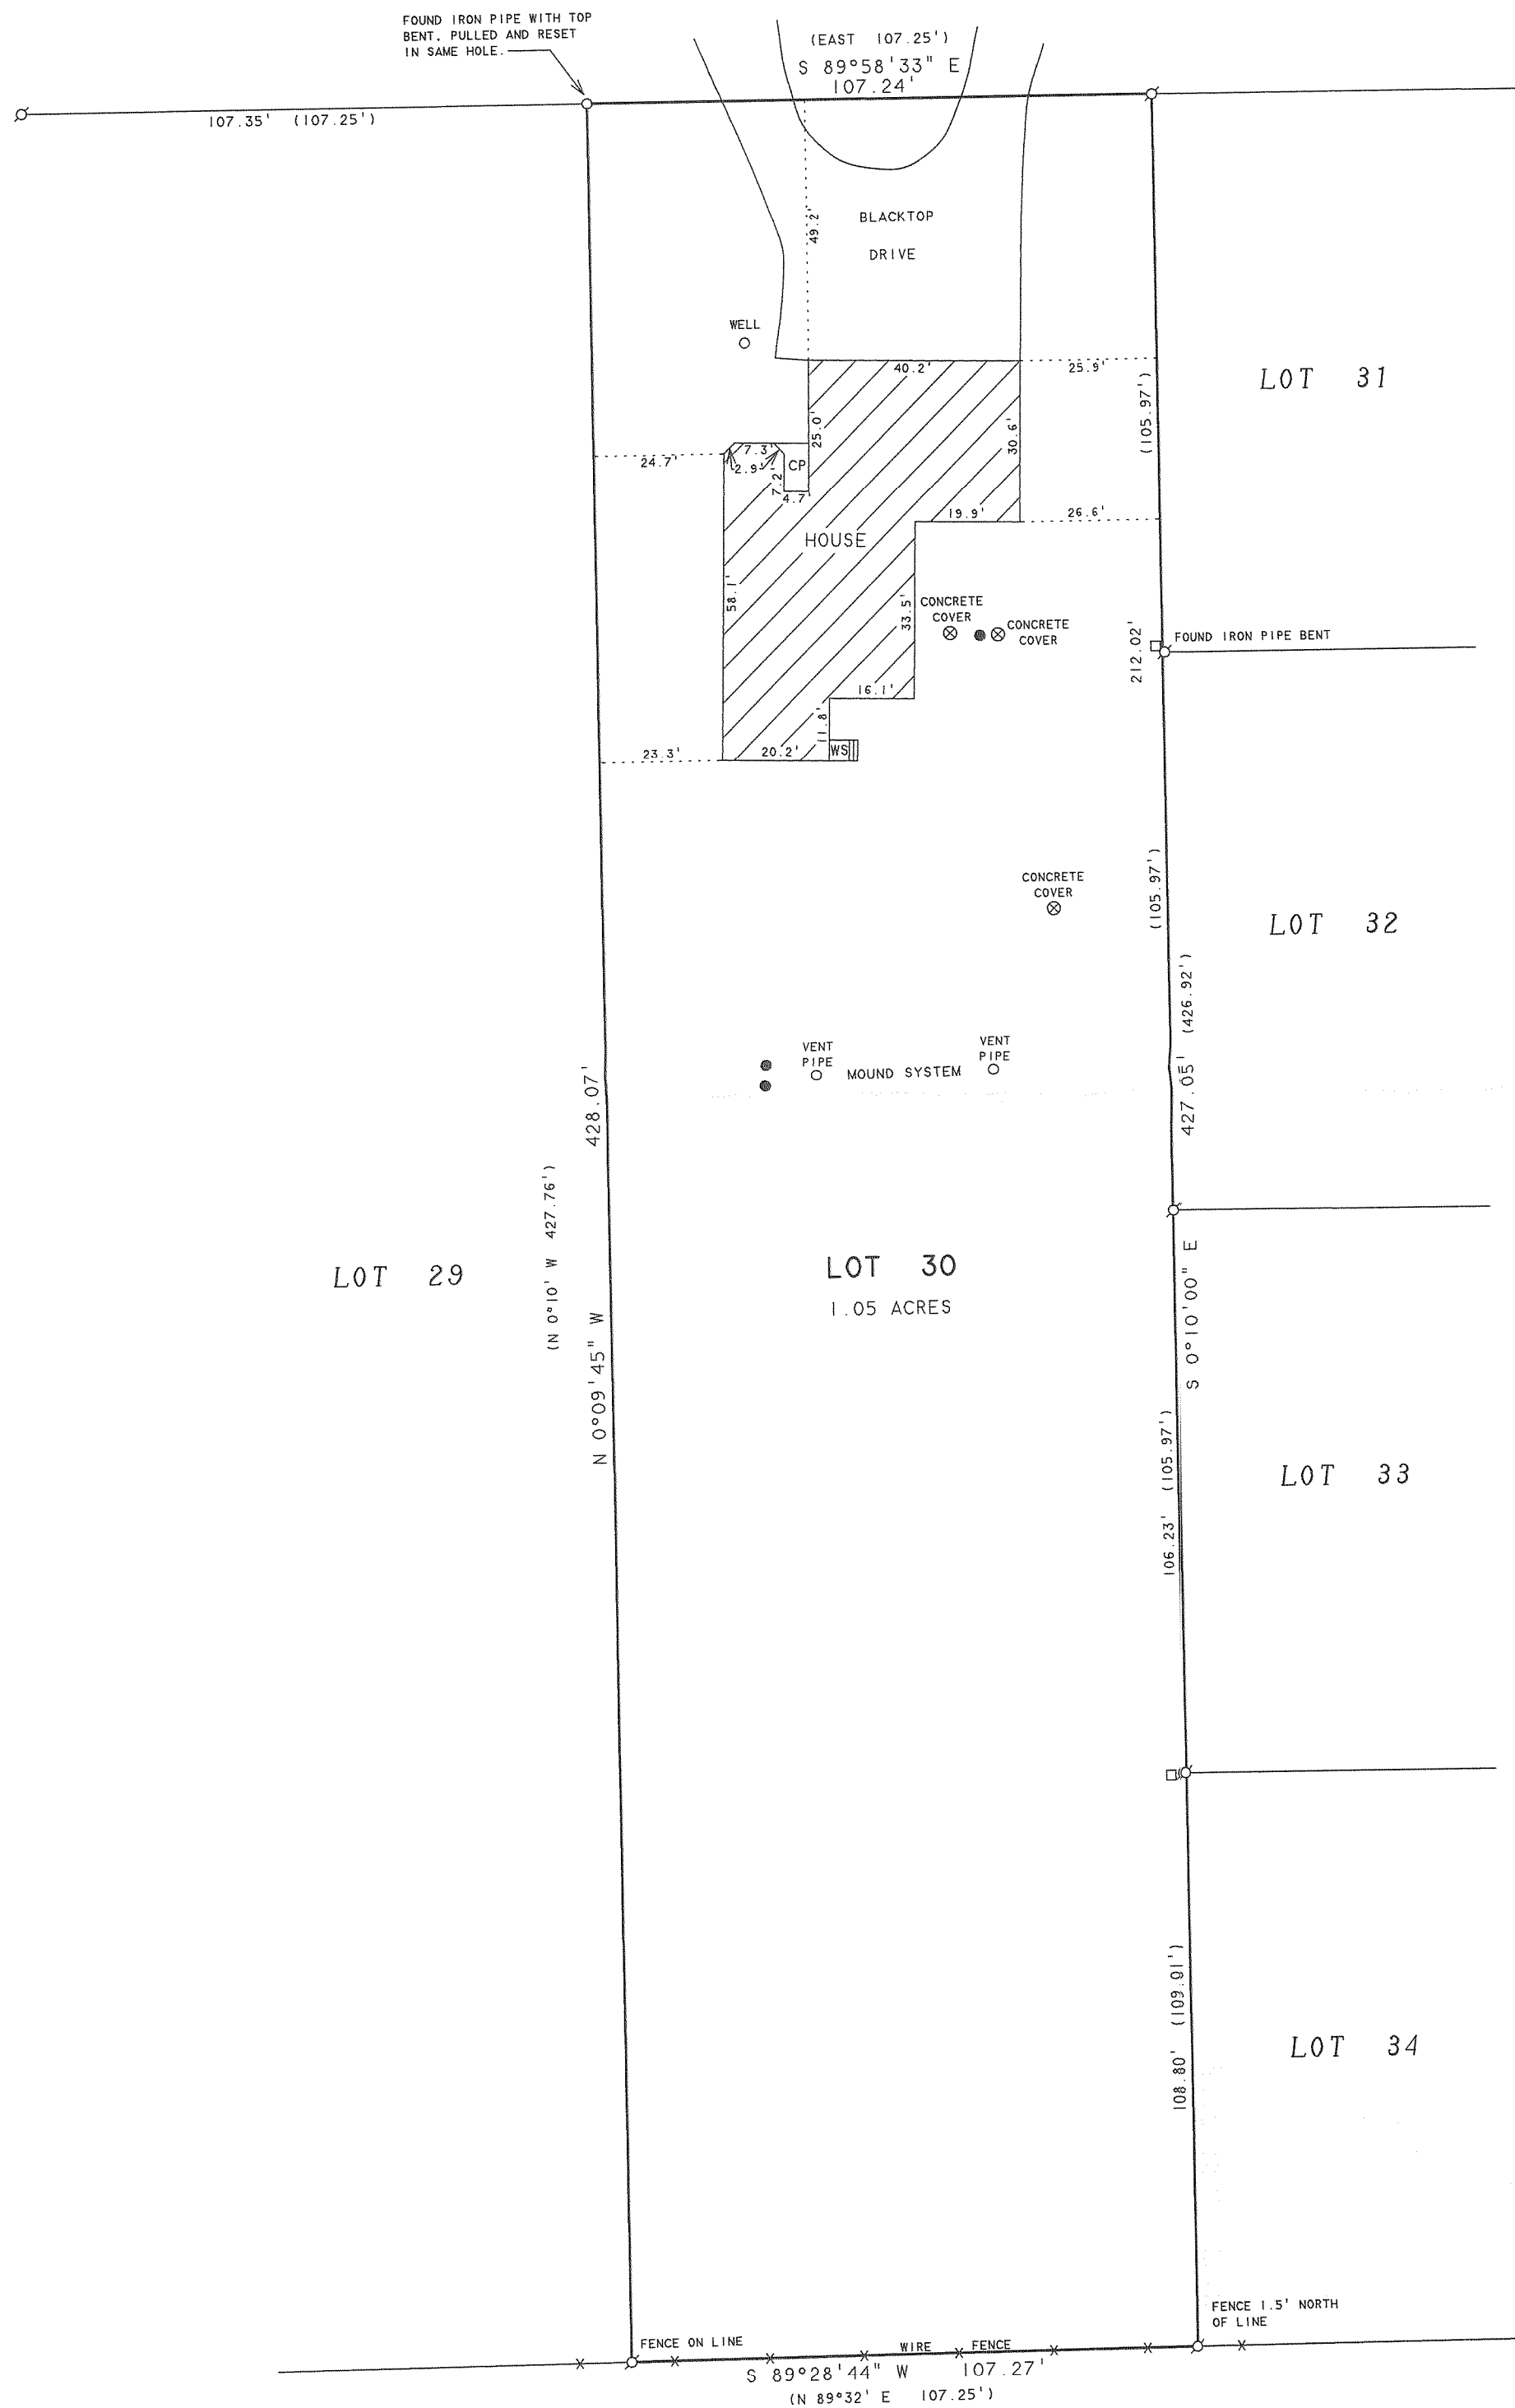 FOUND IRON PIPE WITH TOP
BENT. PULLED AND RESET
IN SAME HOLE.
(EAST 107.25')
S 89°58'33" E
107.24'
107.35' (107.25')
49.2'
BLACKTOP
DRIVE
WELL
40.2'
25.9'
(105.97')
LOT 31
25.0'
30.6'
24.7'
7.3'
2.9'
CP
7.2'
4.7'
19.9'
26.6'
HOUSE
58.1'
33.5'
CONCRETE
COVER
CONCRETE
COVER
212.02'
FOUND IRON PIPE BENT
16.1'
11.8'
WS
23.3'
20.2'
CONCRETE
COVER
(105.97')
LOT 32
(426.92')
427.05'
VENT
PIPE
VENT
PIPE
MOUND SYSTEM
428.07'
(N 0°10' W 427.76')
N 0°09'45" W
LOT 29
LOT 30
1.05 ACRES
S 0°10'00" E
106.23' (105.97')
LOT 33
108.80' (109.01')
LOT 34
FENCE 1.5' NORTH
OF LINE
FENCE ON LINE
WIRE FENCE
S 89°28'44" W 107.27'
(N 89°32' E 107.25')